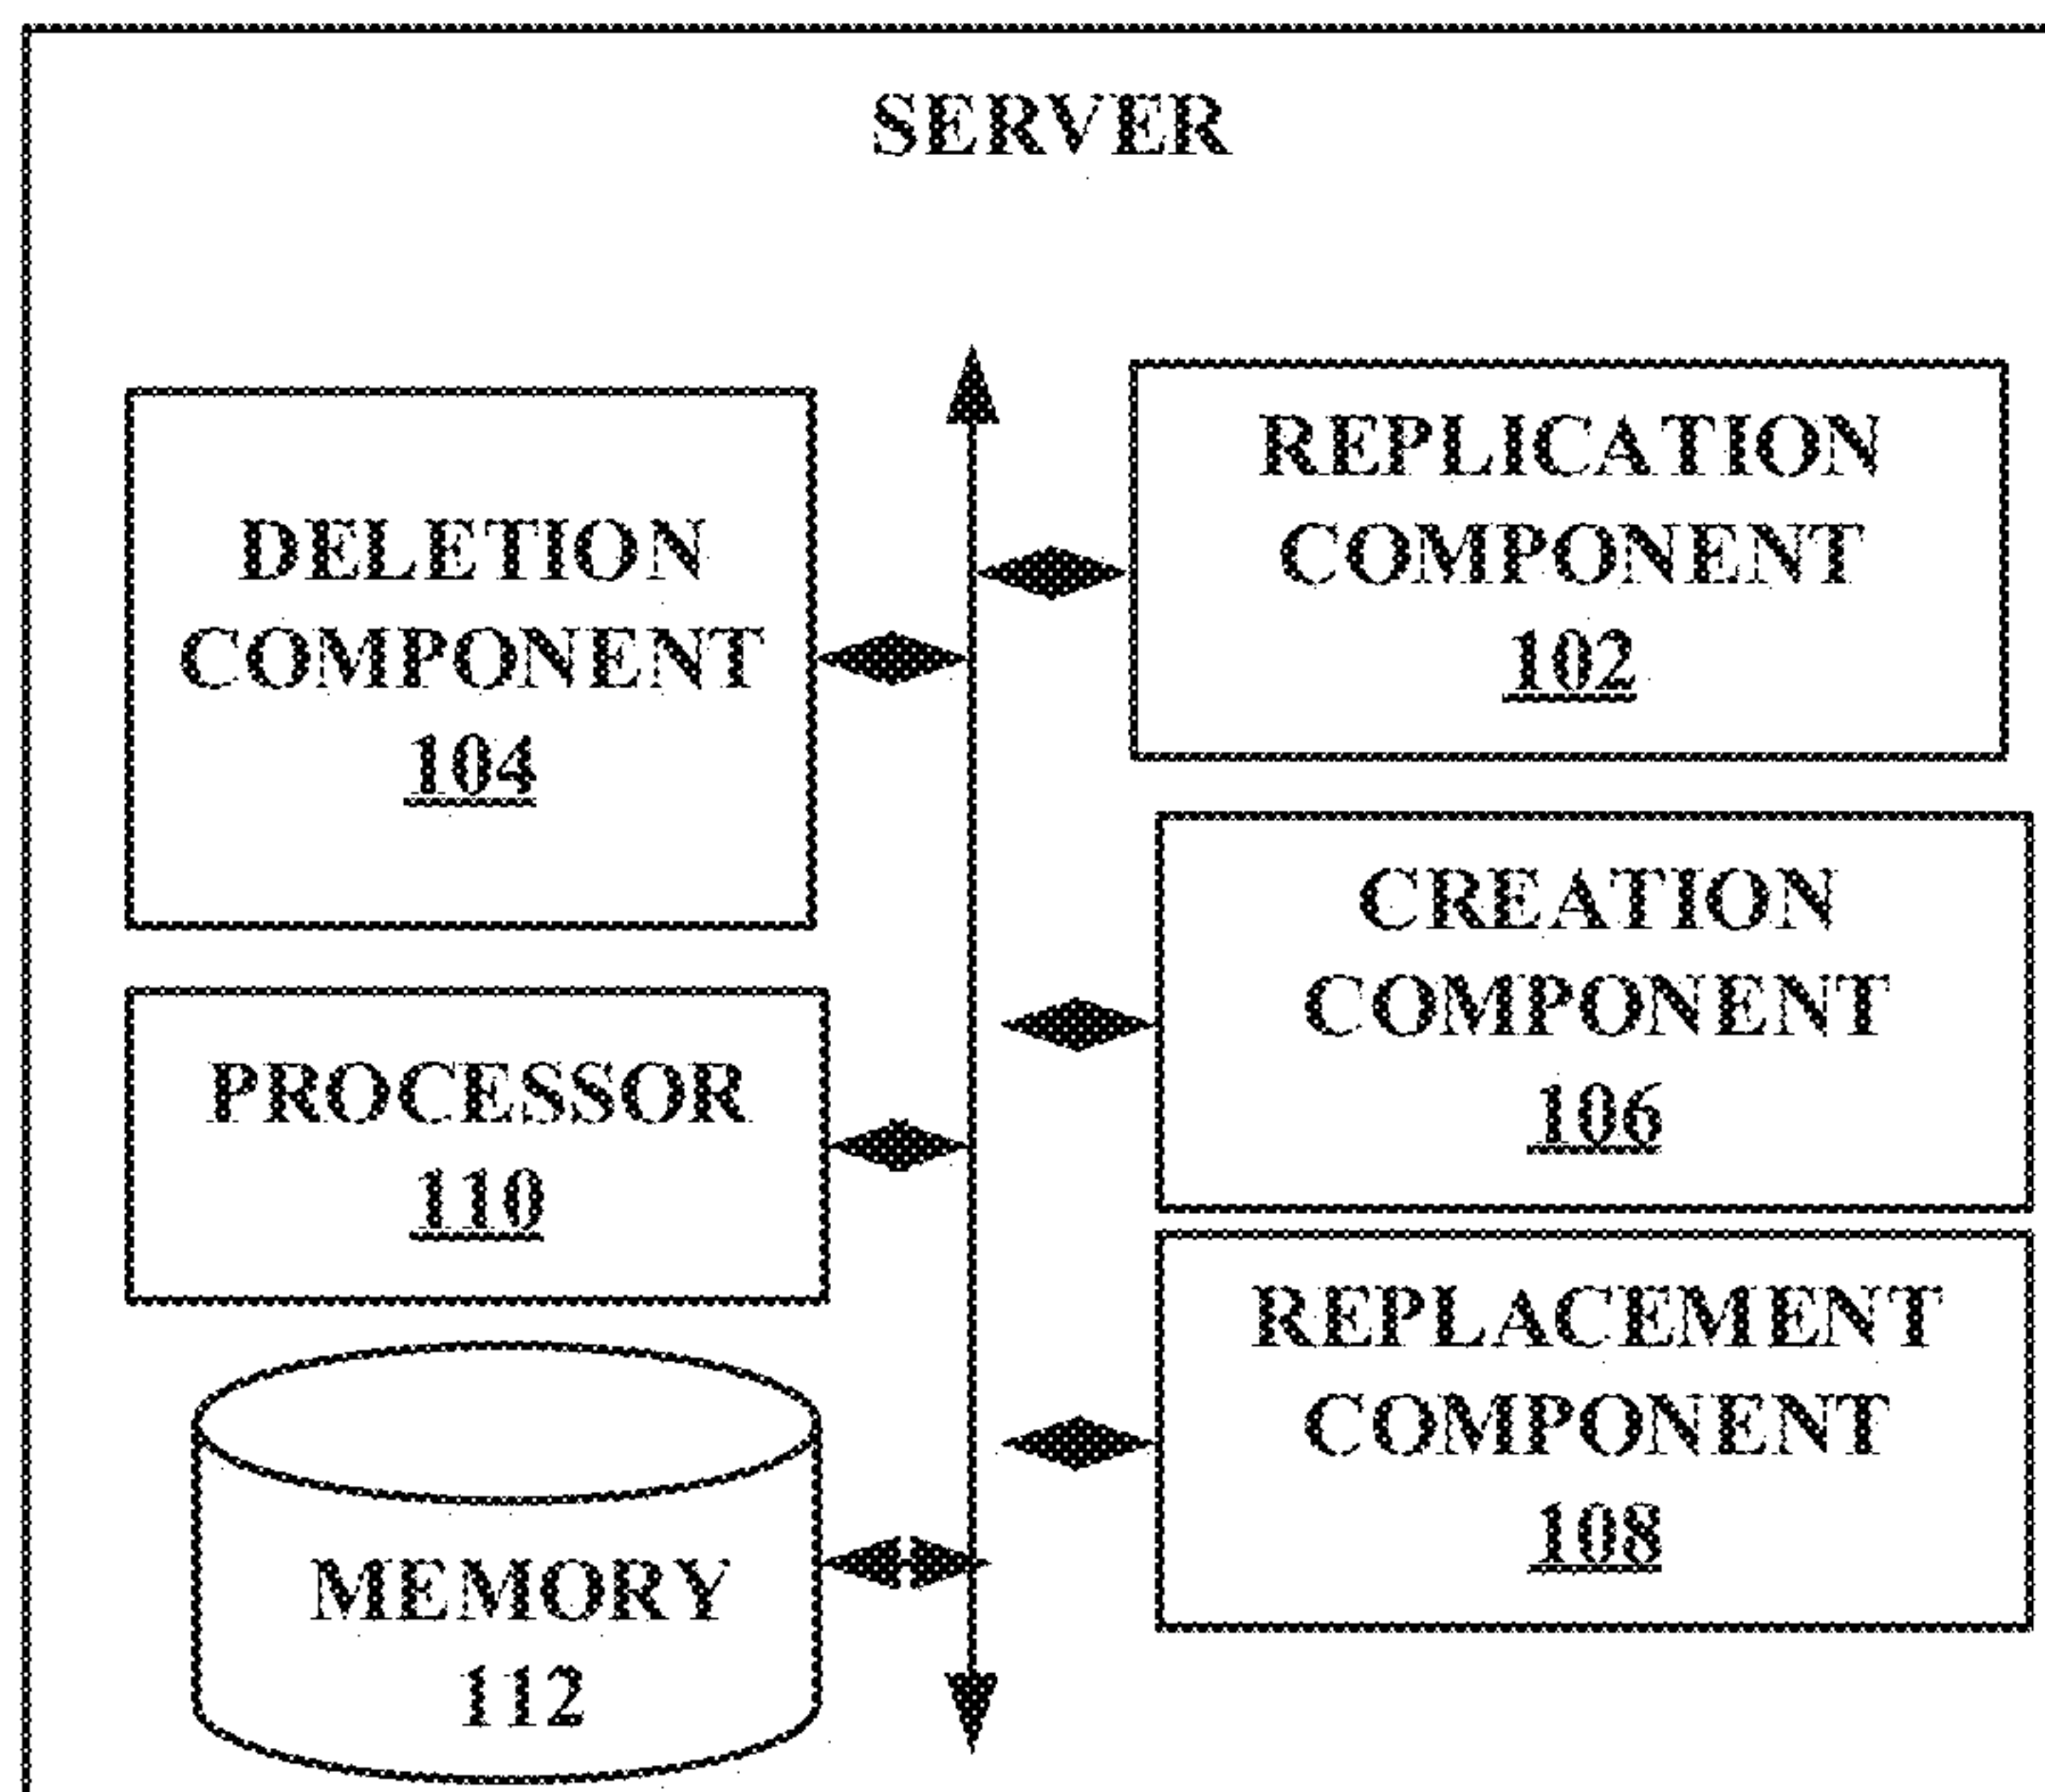 SERVER
DELETION
COMPONENT
104
REPLICATION
COMPONENT
102
CREATION
COMPONENT
106
PROCESSOR
110
REPLACEMENT
COMPONENT
108
MEMORY
112